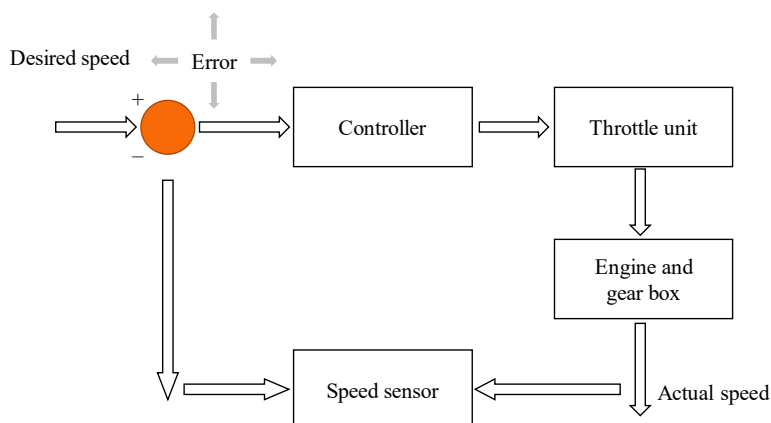 Desired speed
Error
+
−
Controller
Throttle unit
Engine and
gear box
Speed sensor
Actual speed